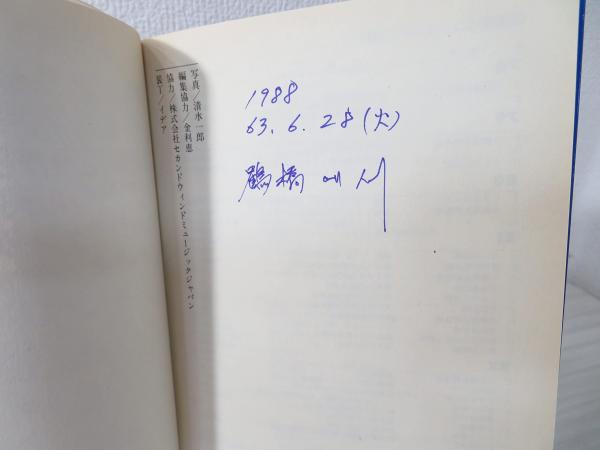 写真／清水一郎
編集協力／金利恵
協力／株式会社セカンドウィンドミュージックジャパン
装丁／イデア
1988
63.6.28(火)
鶴橋에서